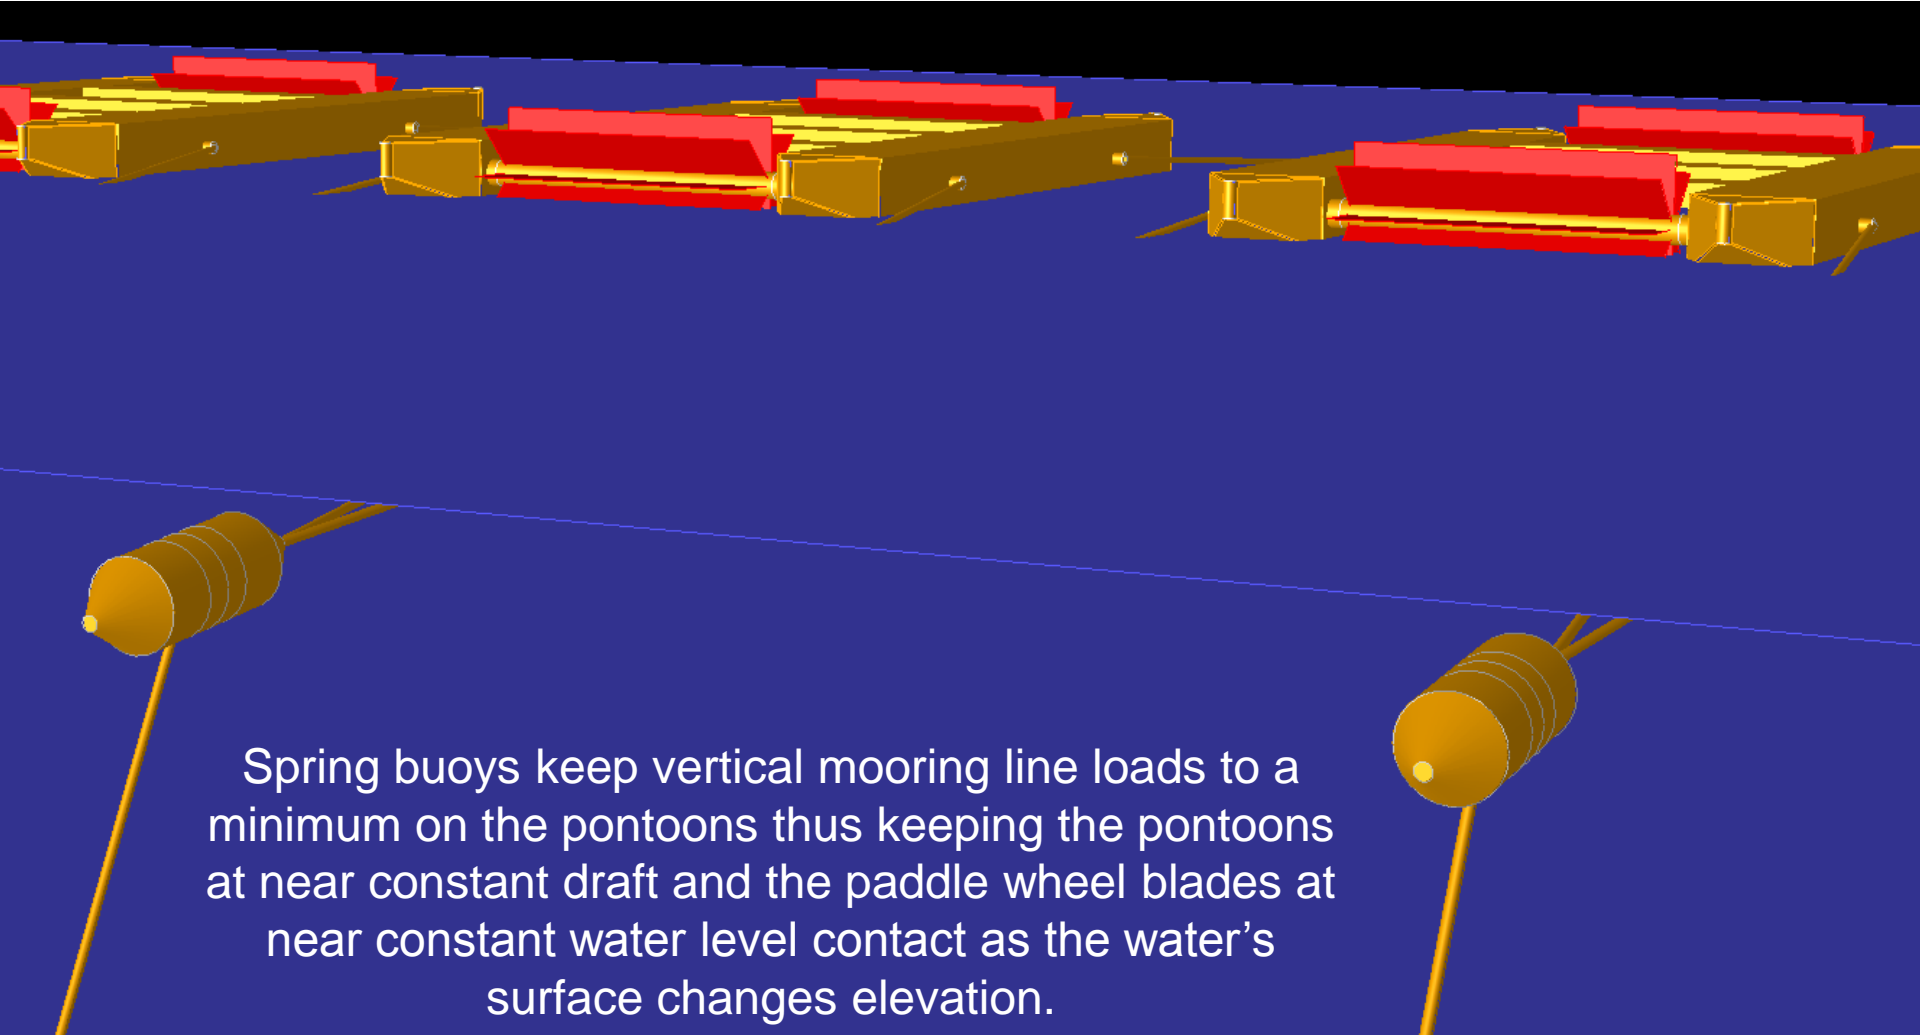 Spring buoys keep vertical mooring line loads to a
minimum on the pontoons thus keeping the pontoons
at near constant draft and the paddle wheel blades at
near constant water level contact as the water’s
surface changes elevation.